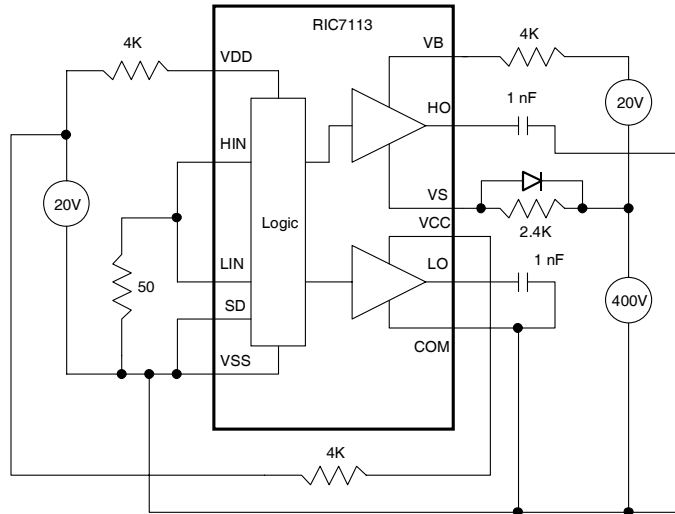 RIC7113
4K
VDD
VB
4K
HO
1 nF
20V
HIN
20V
Logic
VS
VCC
2.4K
LIN
LO
1 nF
50
SD
400V
COM
VSS
4K